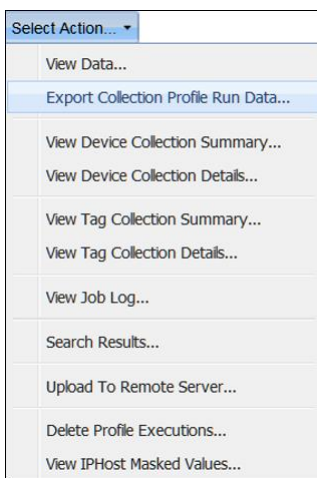 Select Action...
View Data...
Export Collection Profile Run Data...
View Device Collection Summary...
View Device Collection Details...
View Tag Collection Summary...
View Tag Collection Details...
View Job Log...
Search Results...
Upload To Remote Server...
Delete Profile Executions...
View IPHost Masked Values...